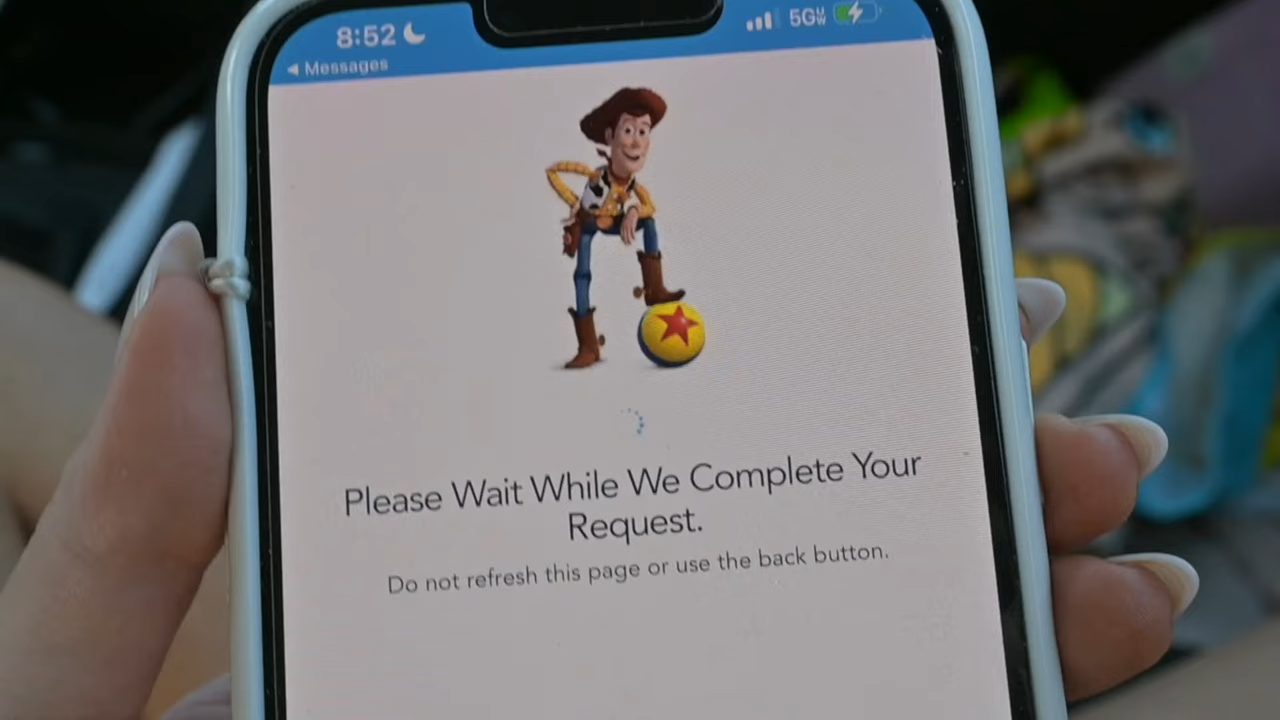 8:52
5GUW
Messages
Please Wait While We Complete Your
Request.
Do not refresh this page or use the back button.